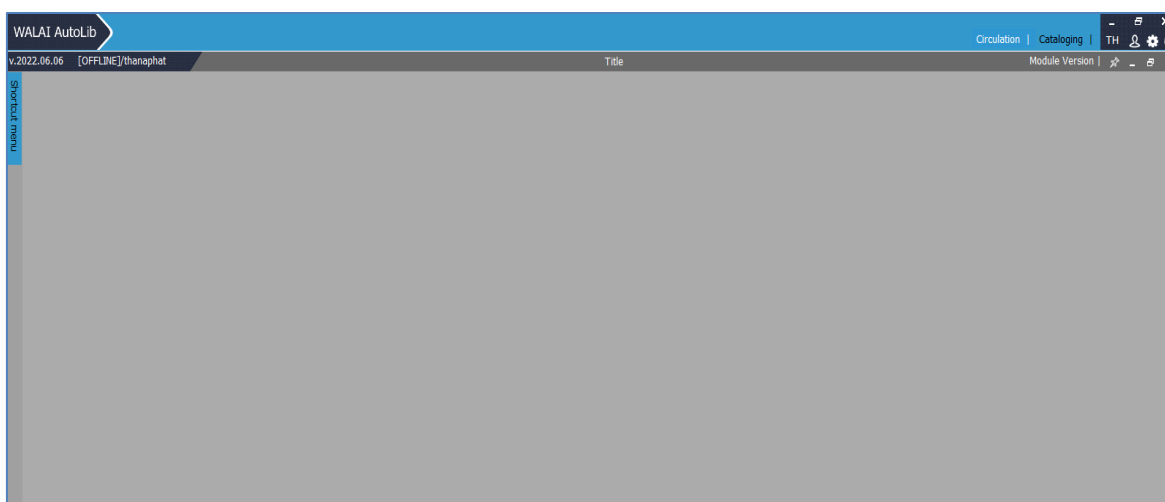 WALAI AutoLib
Circulation | Cataloging | TH
v.2022.06.06 [OFFLINE]/thanaphat Title Module Version |
Shortcut menu